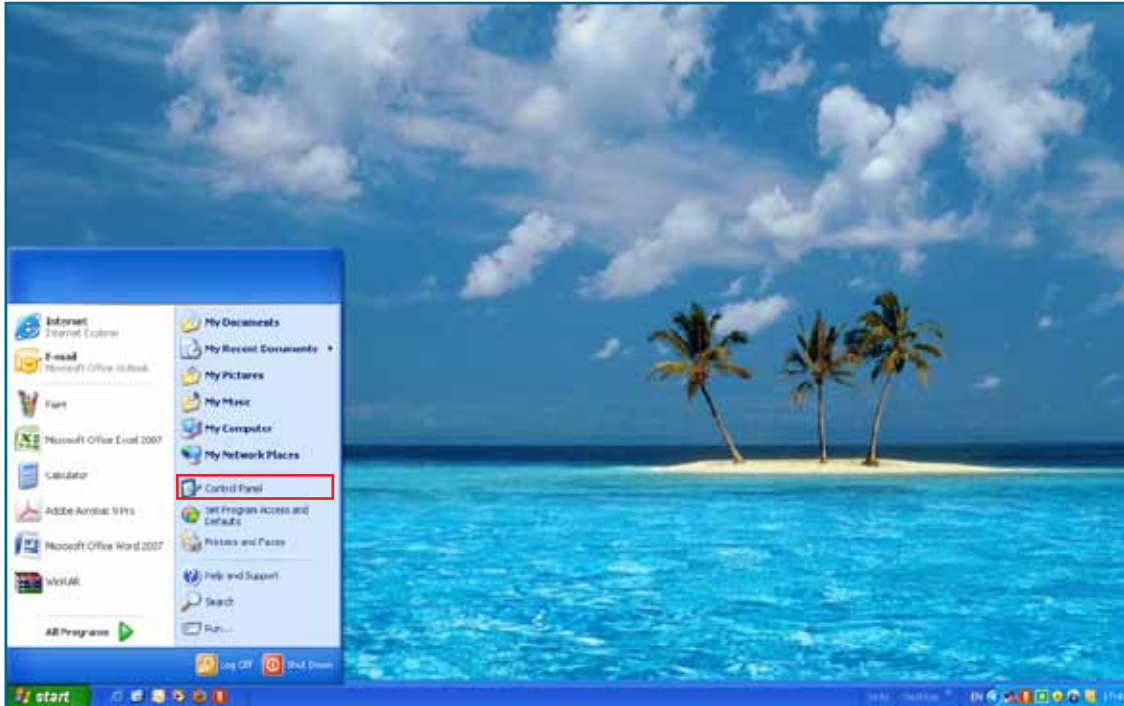 Internet
Internet Explorer
E-mail
Microsoft Office Outlook
Paint
Microsoft Office Excel 2007
Calculator
Adobe Acrobat 9 Pro
Microsoft Office Word 2007
WinRAR
All Programs
My Documents
My Recent Documents
My Pictures
My Music
My Computer
My Network Places
Control Panel
Set Program Access and
Defaults
Printers and Faxes
Help and Support
Search
Run...
Log Off
Shut Down
start
Desktop
EN